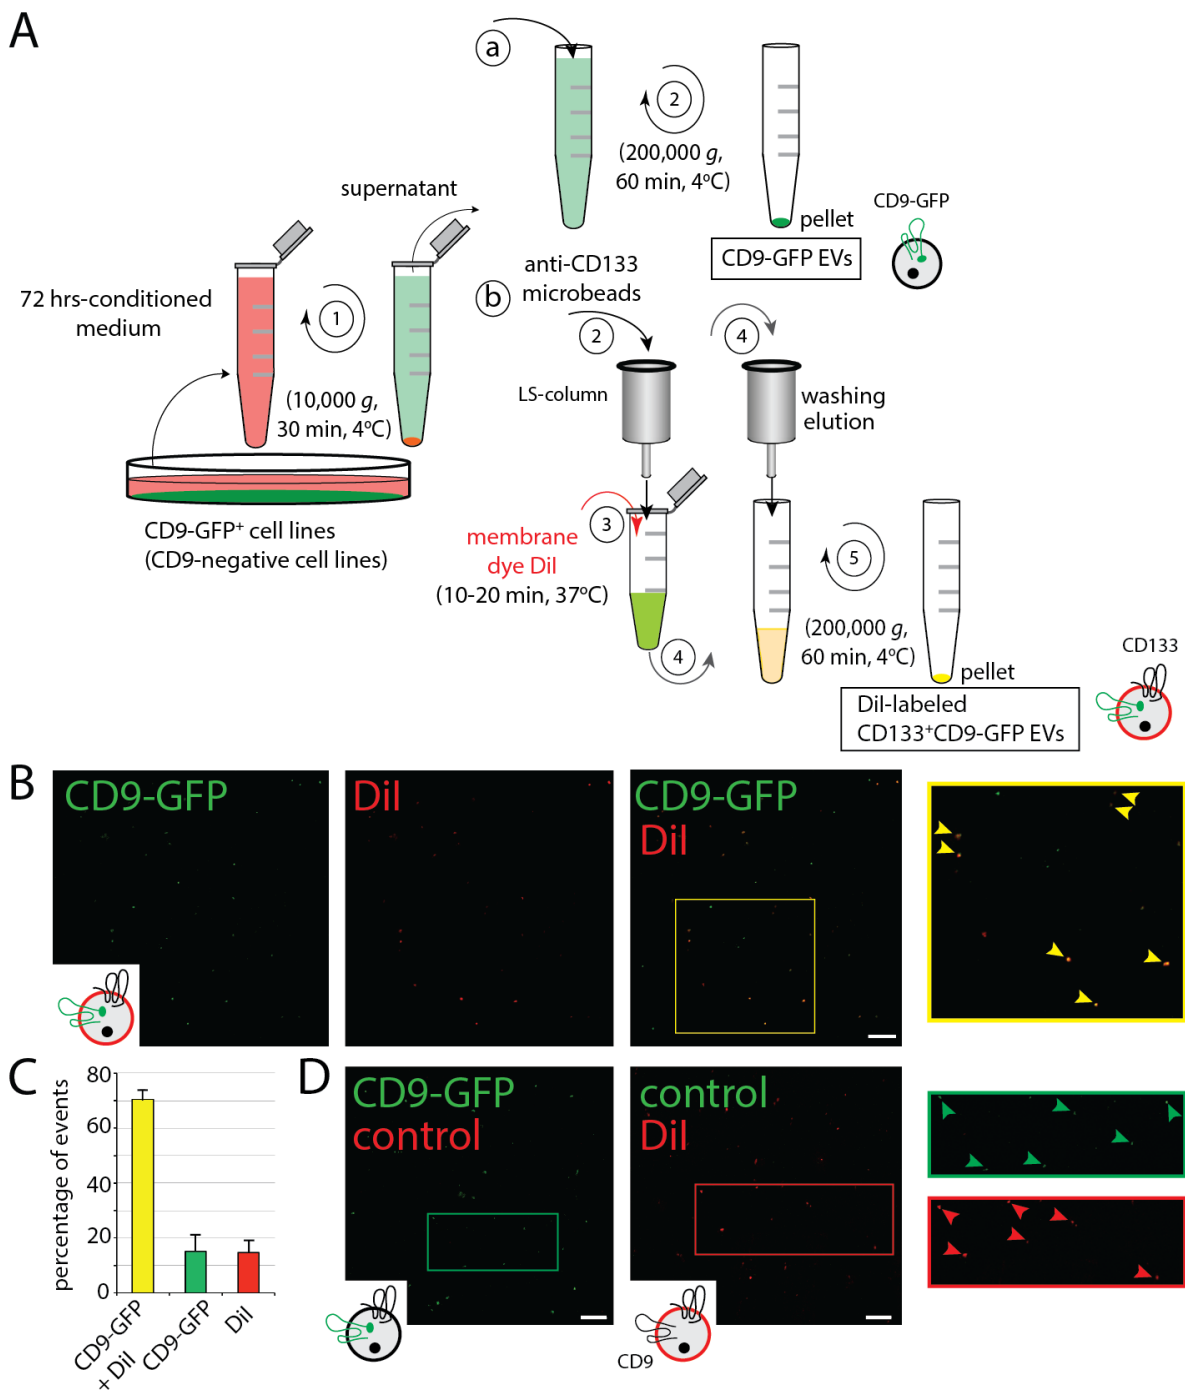 A
a
2
(200,000 g,
60 min, 4ºC)
supernatant
CD9-GFP
pellet
CD9-GFP EVs
72 hrs-conditioned
medium
1
(10,000 g,
30 min, 4ºC)
CD9-GFP+ cell lines
(CD9-negative cell lines)
b
anti-CD133
microbeads
2
4
LS-column
washing
elution
3
membrane
dye DiI
(10-20 min, 37ºC)
4
5
(200,000 g,
60 min, 4ºC)
pellet
CD133
DiI-labeled
CD133+CD9-GFP EVs
B
CD9-GFP
DiI
CD9-GFP
DiI
C
percentage of events
80
60
40
20
0
CD9-GFP
+ DiI
CD9-GFP
DiI
D
CD9-GFP
control
control
DiI
CD9